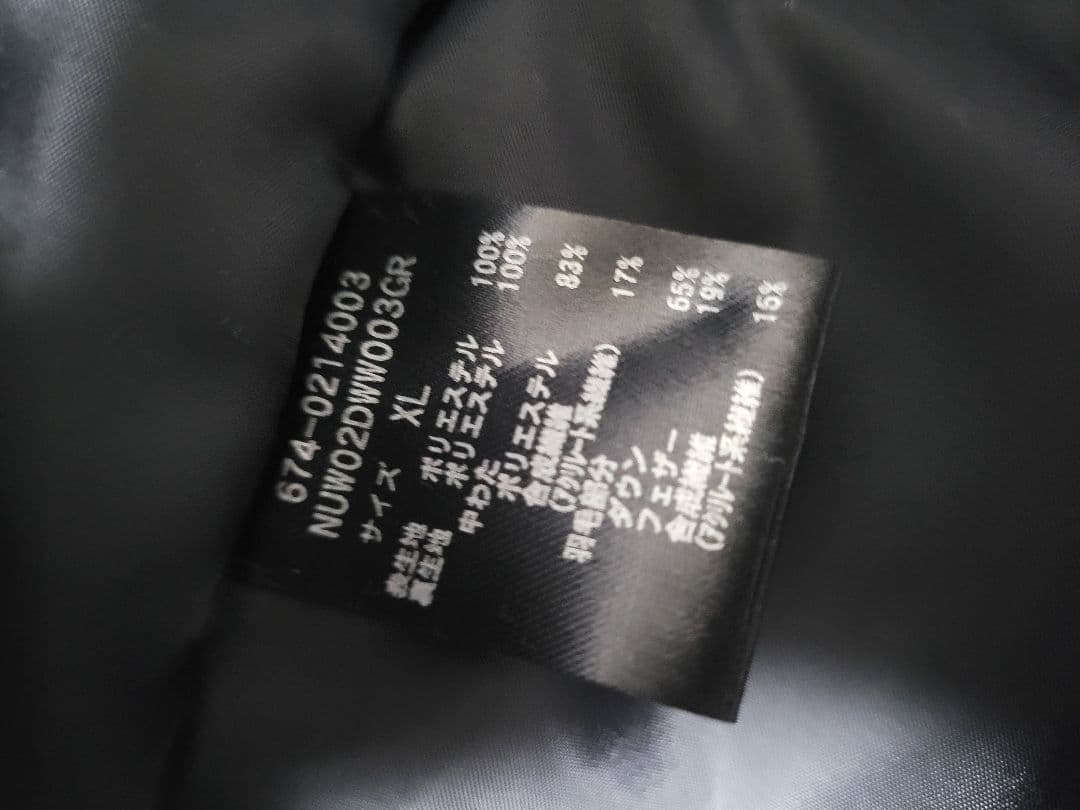 674-0214003
NUW02DWW003GR
サイズ XL
表生地 ポリエステル 100%
裏生地 ポリエステル 100%
中わた
ポリエステル 83%
合成繊維
(アクリレート系繊維) 17%
羽毛部分
ダウン 65%
フェザー 19%
合成繊維
(アクリレート系繊維) 16%